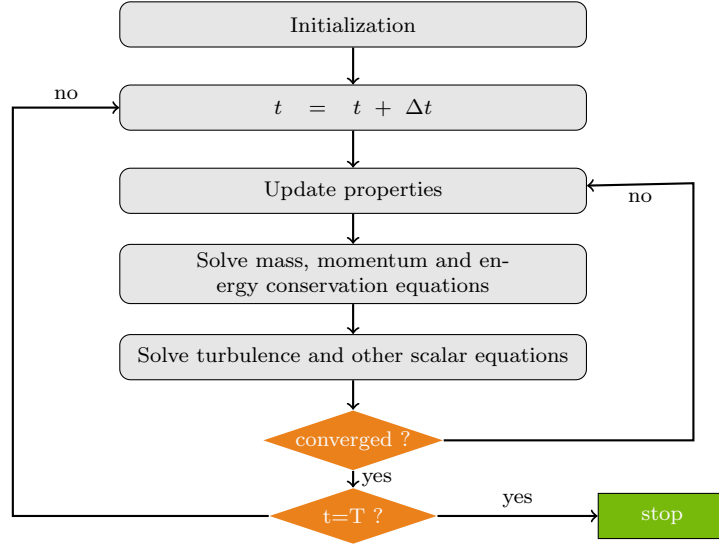 Initialization
no
t = t + Δt
Update properties
no
Solve mass, momentum and en-
ergy conservation equations
Solve turbulence and other scalar equations
converged ?
yes
t=T ?
yes
stop